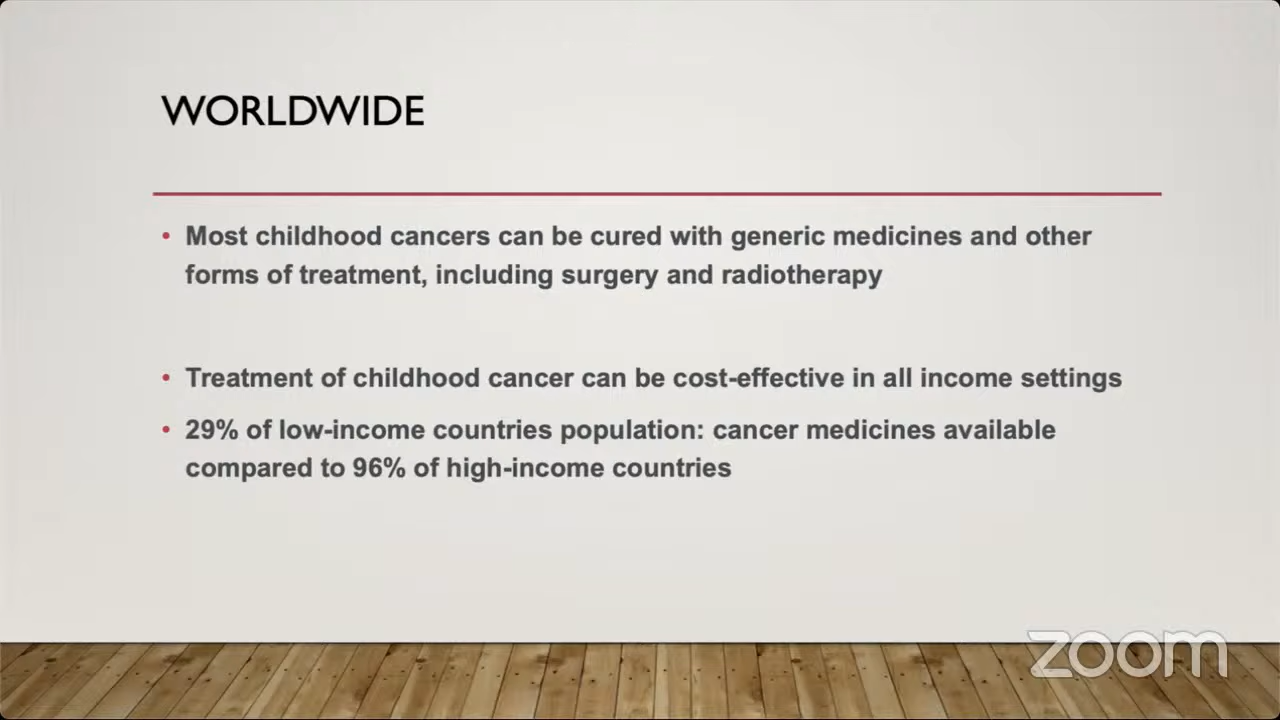 WORLDWIDE
• Most childhood cancers can be cured with generic medicines and other
forms of treatment, including surgery and radiotherapy
• Treatment of childhood cancer can be cost-effective in all income settings
• 29% of low-income countries population: cancer medicines available
compared to 96% of high-income countries
zoom